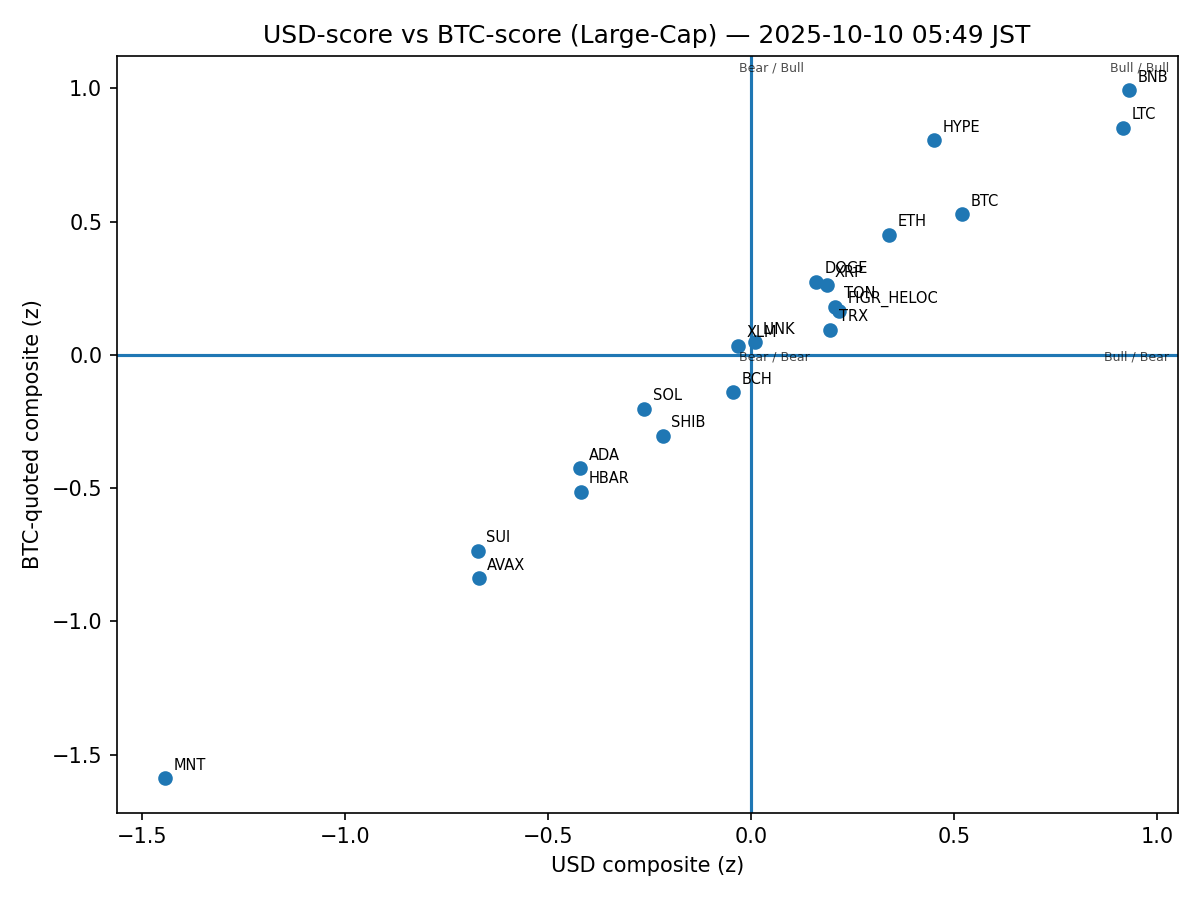 USD-score vs BTC-score (Large-Cap) — 2025-10-10 05:49 JST
Bear / Bull
Bull / Bull
BNB
LTC
HYPE
BTC
ETH
DOGE
XRP
TON
FIGR_HELOC
TRX
XLM
LINK
Bear / Bear
Bull / Bear
BCH
SOL
SHIB
ADA
HBAR
SUI
AVAX
MNT
1.0
0.5
0.0
−0.5
−1.0
−1.5
BTC-quoted composite (z)
−1.5
−1.0
−0.5
0.0
0.5
1.0
USD composite (z)